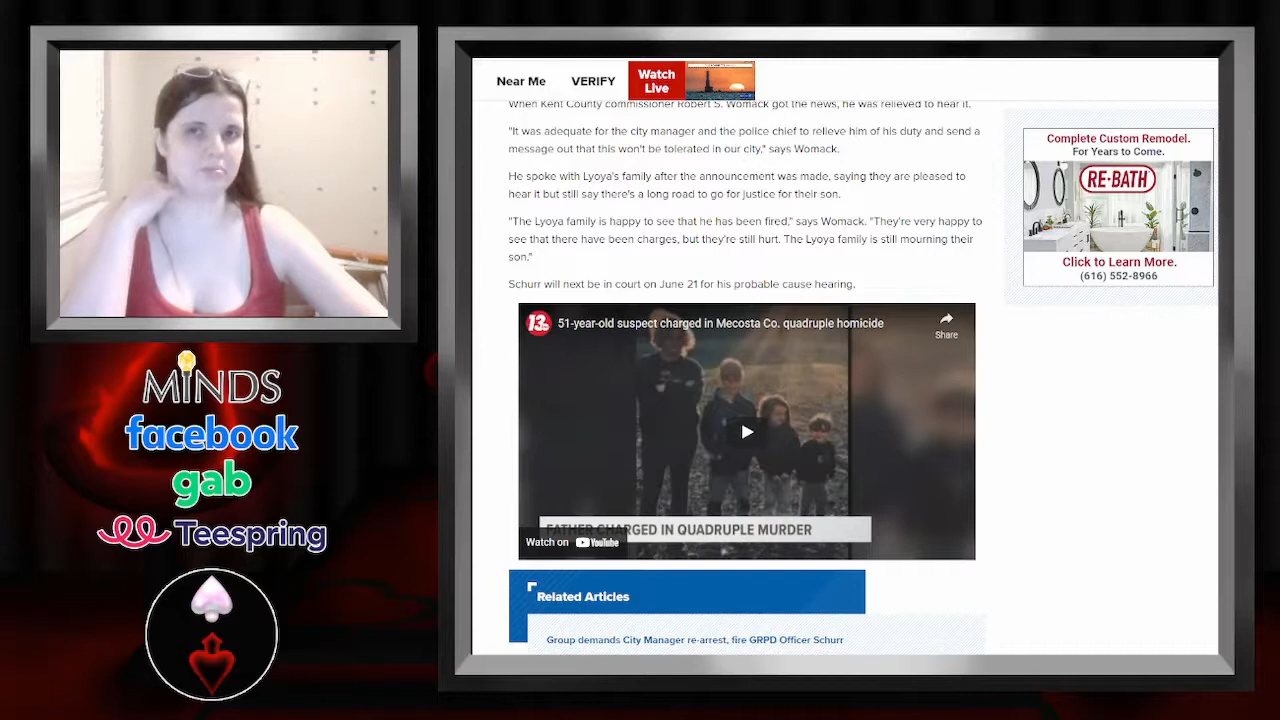 Near Me
VERIFY
Watch
Live
When Kent County commissioner Robert S. Womack got the news, he was relieved to hear it.
"It was adequate for the city manager and the police chief to relieve him of his duty and send a
message out that this won't be tolerated in our city," says Womack.
He spoke with Lyoya's family after the announcement was made, saying they are pleased to
hear it but still say there's a long road to go for justice for their son.
"The Lyoya family is happy to see that he has been fired," says Womack. "They're very happy to
see that there have been charges, but they're still hurt. The Lyoya family is still mourning their
son."
Schurr will next be in court on June 21 for his probable cause hearing.
13
51-year-old suspect charged in Mecosta Co. quadruple homicide
Share
FATHER CHARGED IN QUADRUPLE MURDER
Watch on YouTube
Related Articles
Group demands City Manager re-arrest, fire GRPD Officer Schurr
Complete Custom Remodel.
For Years to Come.
RE·BATH
Click to Learn More.
(616) 552-8966
MINDS
facebook
gab
Teespring